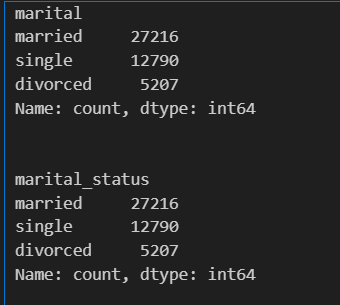 marital
married     27216
single      12790
divorced     5207
Name: count, dtype: int64
marital_status
married     27216
single      12790
divorced     5207
Name: count, dtype: int64